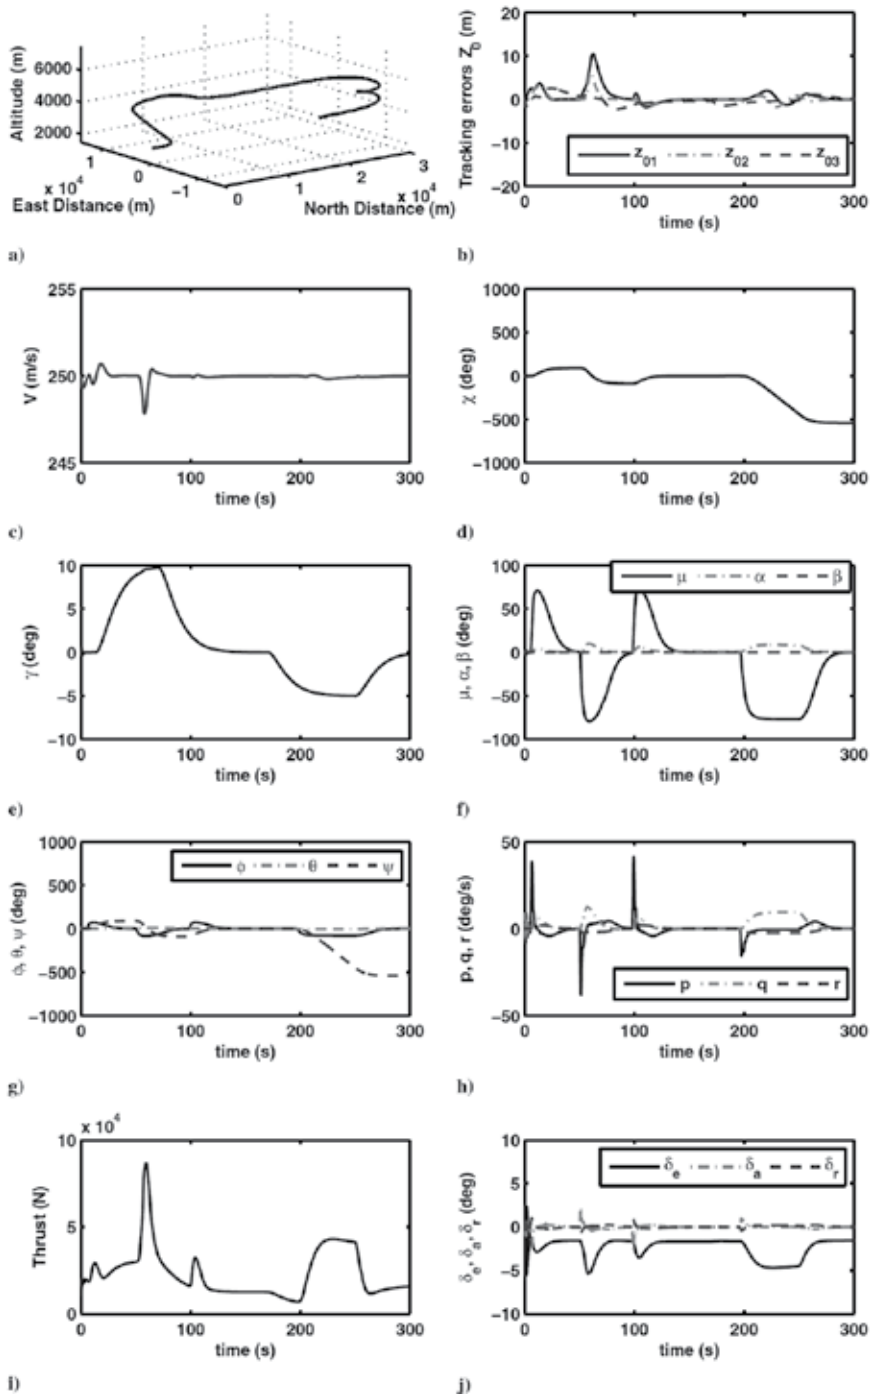 6000
4000
2000
Altitude (m)
1
0
−1
x 10^4
East Distance (m)
0
1
2
3
x 10^4
North Distance (m)
a)
20
10
0
−10
−20
Tracking errors Z_0 (m)
z_01 z_02 z_03
0 100 200 300
time (s)
b)
255
250
245
V (m/s)
0 100 200 300
time (s)
c)
1000
500
0
−500
−1000
χ (deg)
0 100 200 300
time (s)
d)
10
5
0
−5
−10
γ (deg)
0 100 200 300
time (s)
e)
100
50
0
−50
−100
μ, α, β (deg)
μ α β
0 100 200 300
time (s)
f)
1000
500
0
−500
−1000
ϕ, θ, ψ (deg)
ϕ θ ψ
0 100 200 300
time (s)
g)
50
0
−50
p, q, r (deg/s)
p q r
0 100 200 300
time (s)
h)
x 10^4
10
5
0
Thrust (N)
0 100 200 300
time (s)
i)
10
5
0
−5
−10
δ_e, δ_a, δ_r (deg)
δ_e δ_a δ_r
0 100 200 300
time (s)
j)